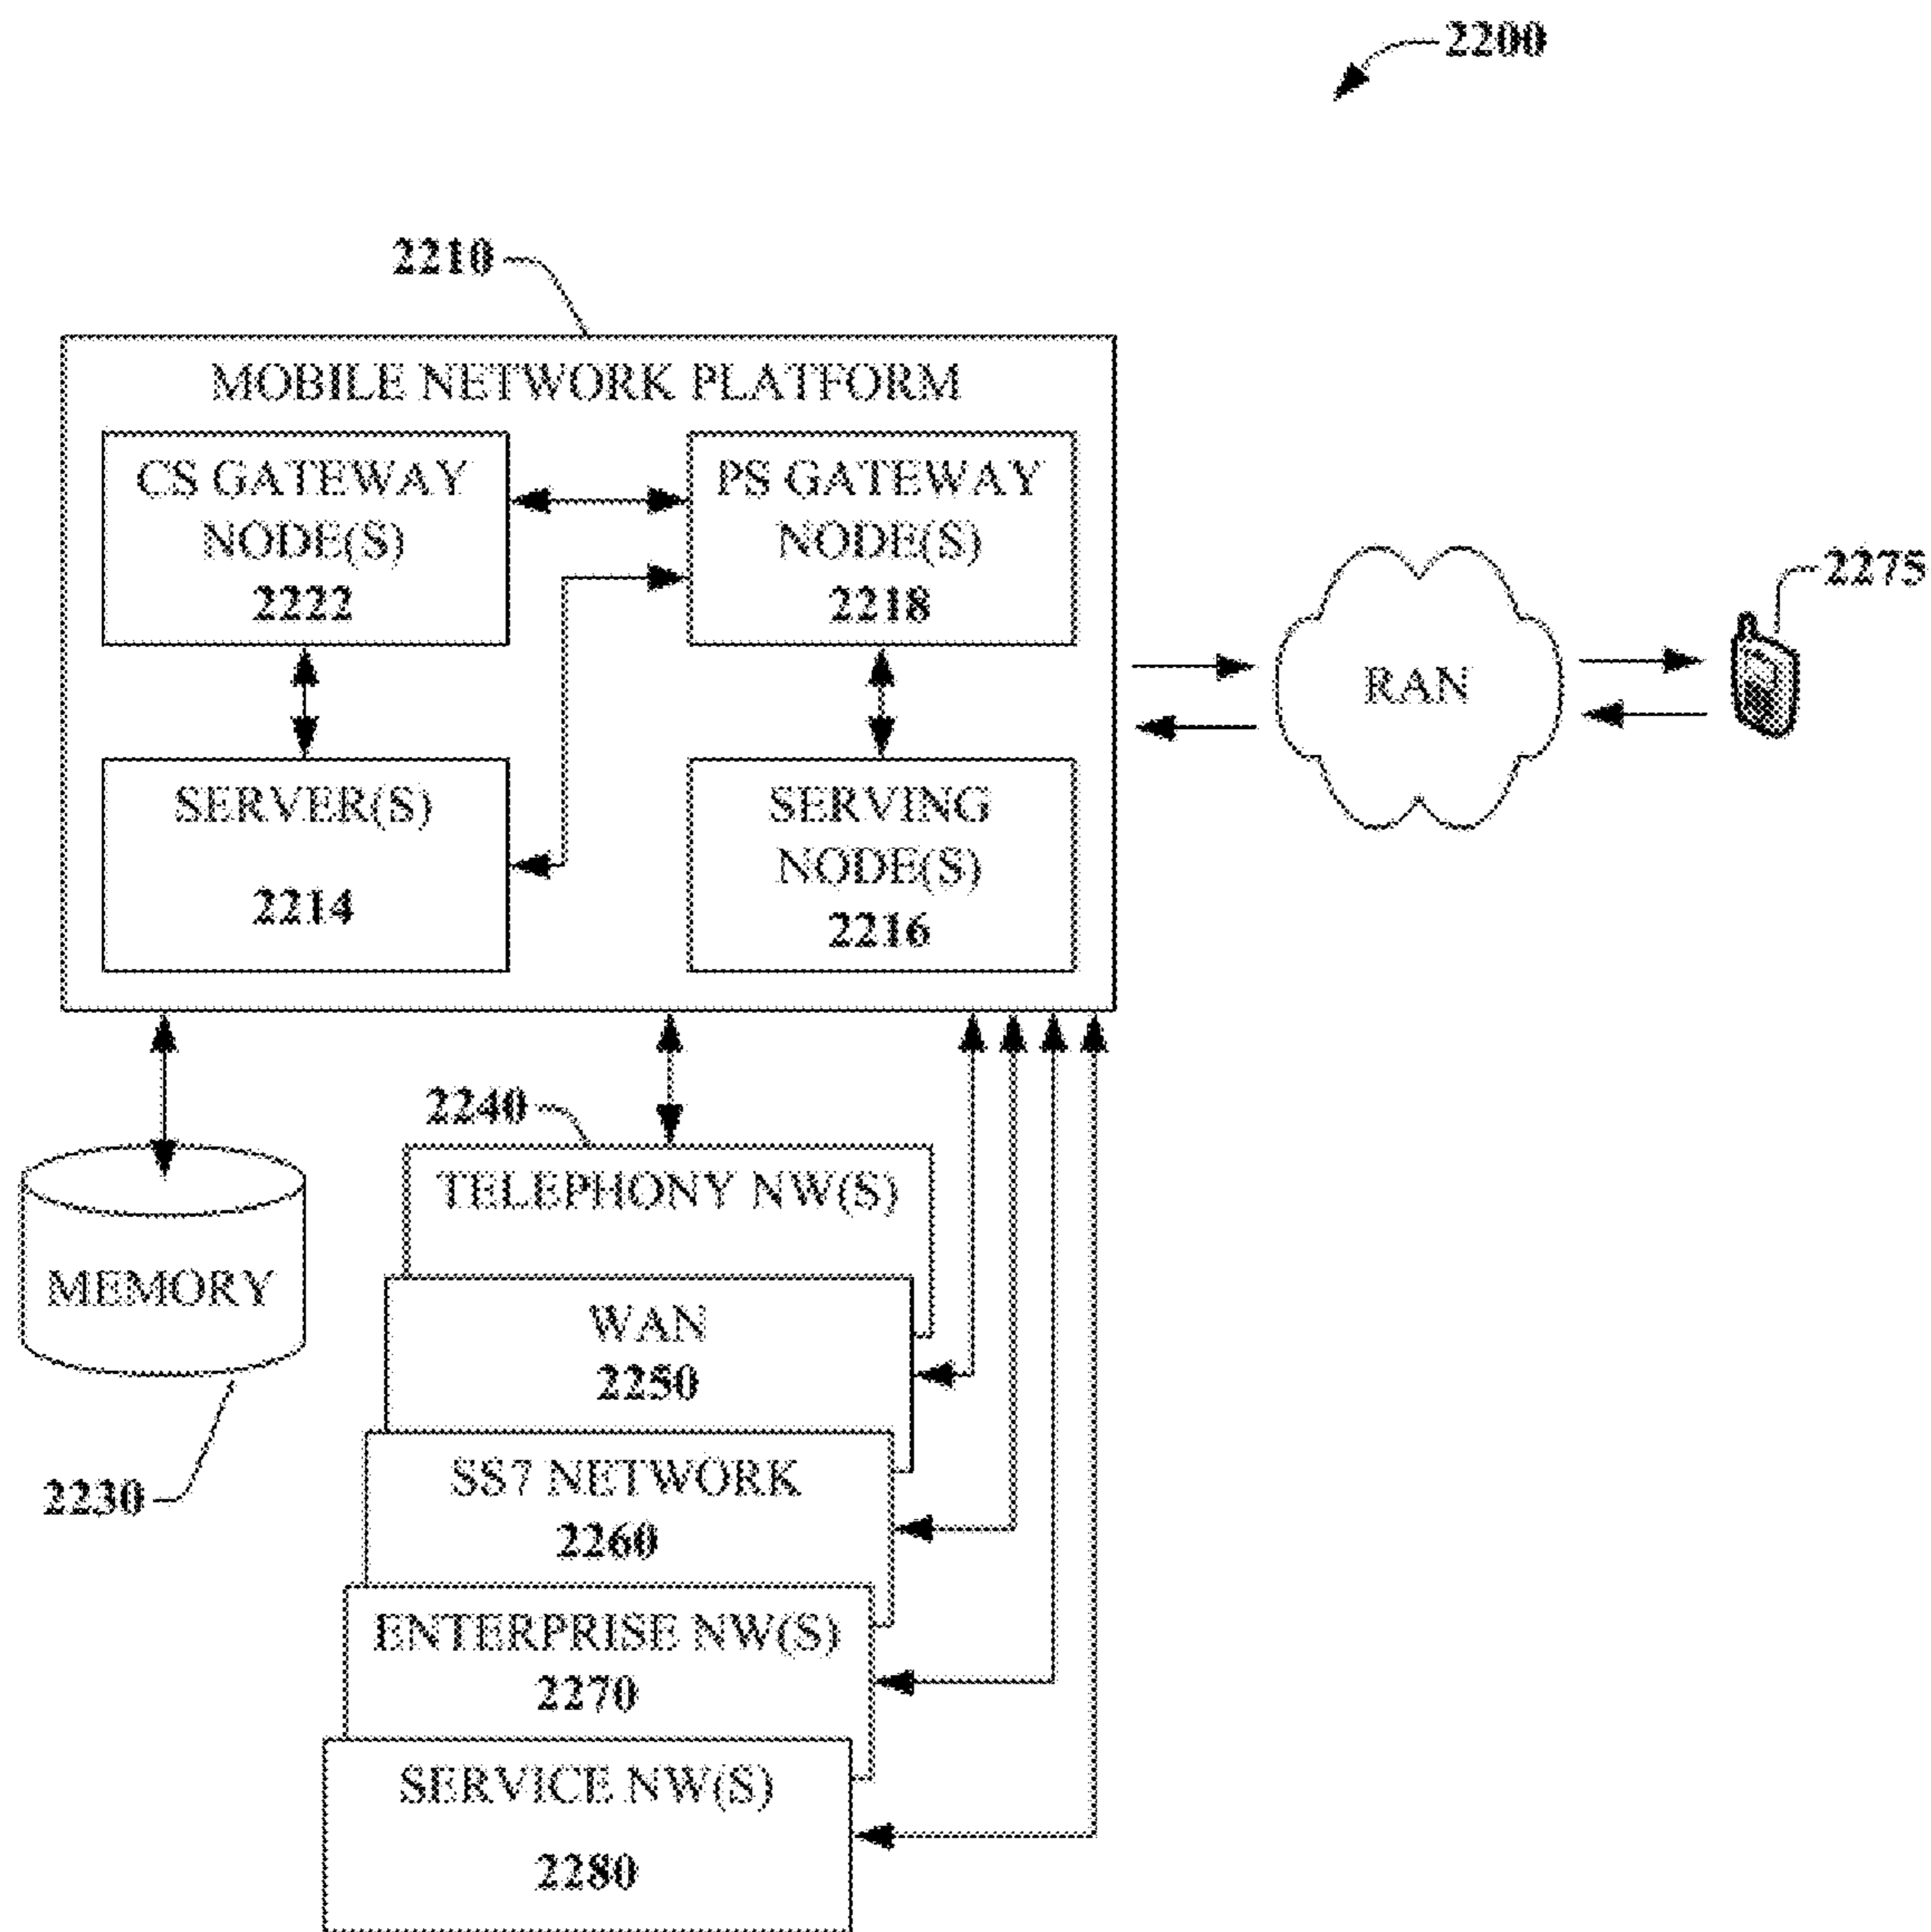 2200
2210
MOBILE NETWORK PLATFORM
CS GATEWAY
NODE(S)
2222
PS GATEWAY
NODE(S)
2218
SERVER(S)
2214
SERVING
NODE(S)
2216
RAN
2275
2240
TELEPHONY NW(S)
MEMORY
2230
WAN
2250
SS7 NETWORK
2260
ENTERPRISE NW(S)
2270
SERVICE NW(S)
2280